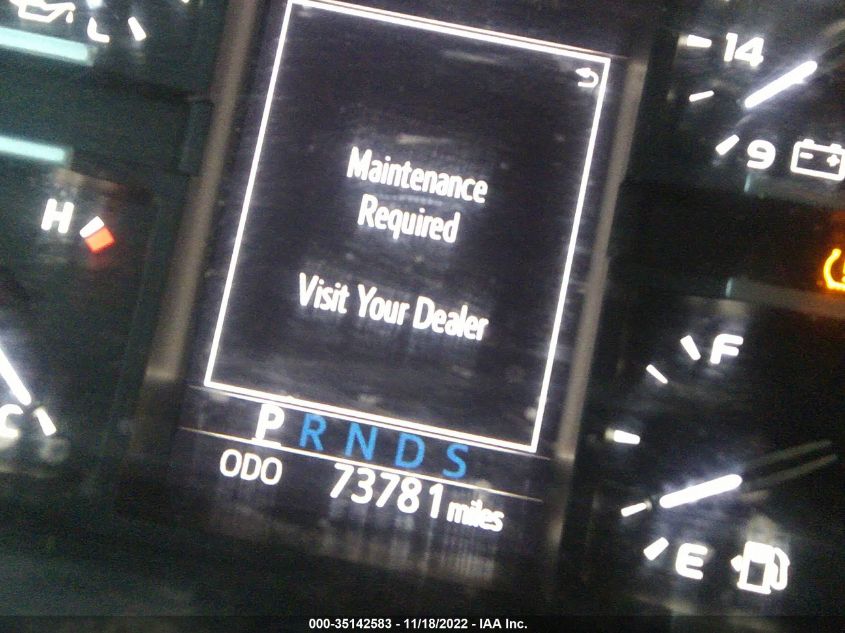 L
14
9
H
Maintenance
Required
Visit Your Dealer
F
C
P R N D S
ODO 73781 miles
E
000-35142583 - 11/18/2022 - IAA Inc.